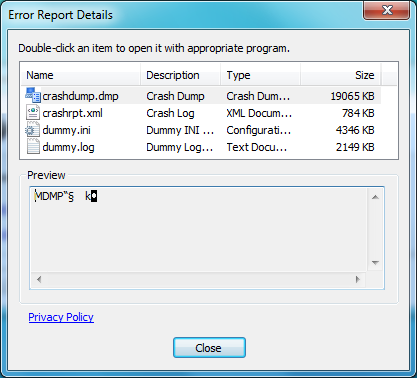 Error Report Details
Double-click an item to open it with appropriate program.
Name Description Type Size
crashdump.dmp Crash Dump Crash Dum... 19065 KB
crashrpt.xml Crash Log XML Docum... 784 KB
dummy.ini Dummy INI ... Configurati... 4346 KB
dummy.log Dummy Log... Text Docu... 2149 KB
Preview
MDMP“§ k
Privacy Policy
Close